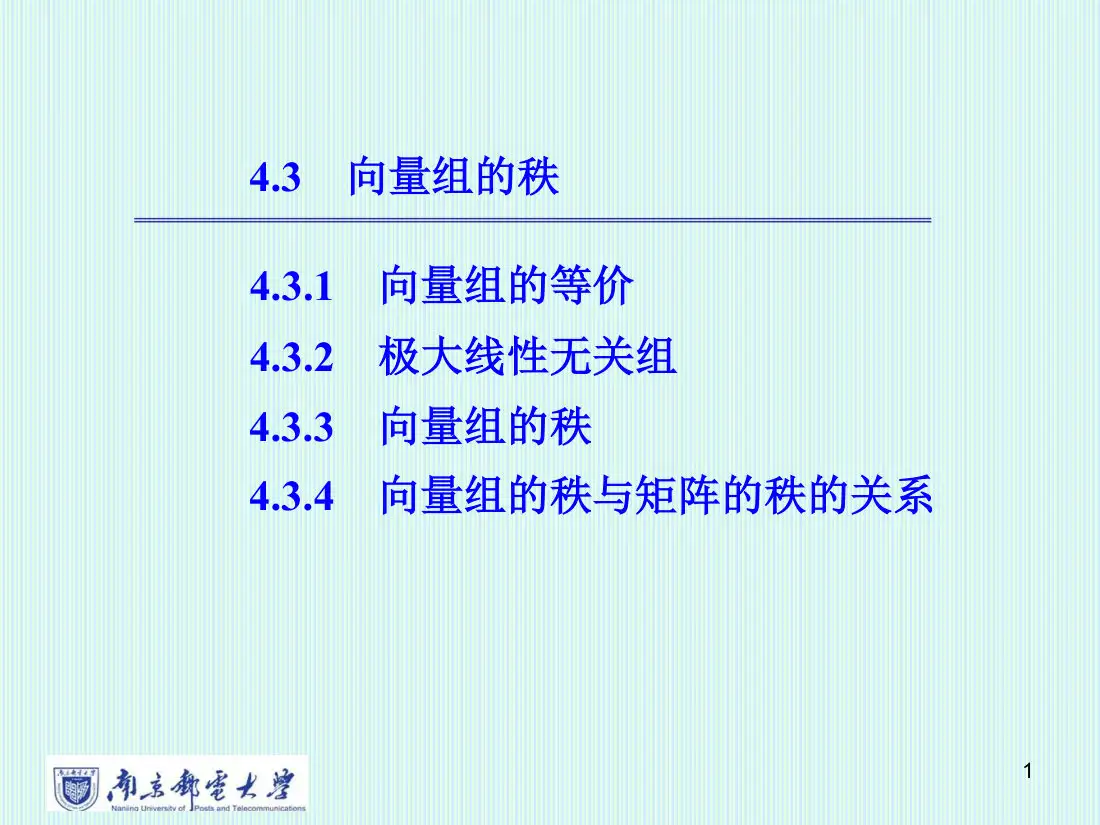 4.3 向量组的秩
4.3.1 向量组的等价
4.3.2 极大线性无关组
4.3.3 向量组的秩
4.3.4 向量组的秩与矩阵的秩的关系
南京郵電大学
Nanjing University of Posts and Telecommunications
1